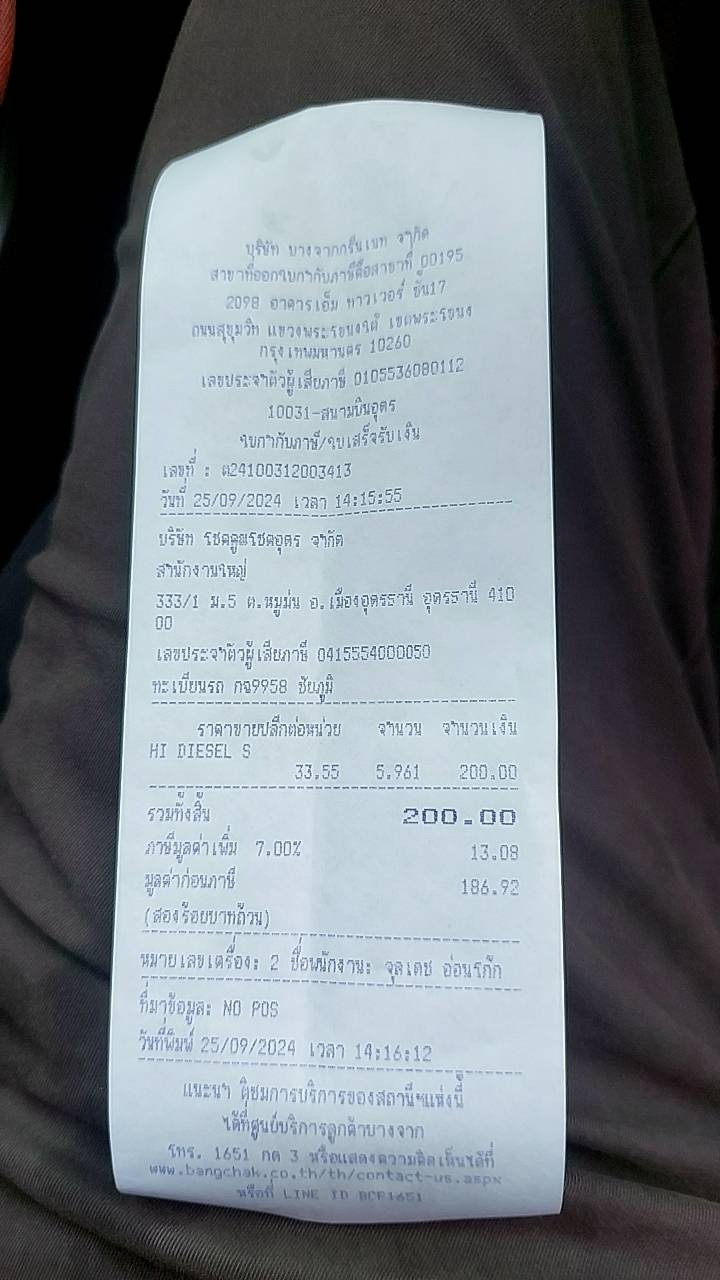 บริษัท บางจากกรีนเนท จำกัด
สาขาที่ออกใบกำกับภาษีคือสาขาที่ 00195
2098 อาคารเอ็ม ทาวเวอร์ ชั้น17
ถนนสุขุมวิท แขวงพระโขนงใต้ เขตพระโขนง
กรุงเทพมหานคร 10260
เลขประจำตัวผู้เสียภาษี 0105536080112
10031-สนามบินอุดร
ใบกำกับภาษี/ใบเสร็จรับเงิน
เลขที่ : ต24100312003413
วันที่ 25/09/2024 เวลา 14:15:55
บริษัท โชคคูณโชคอุดร จำกัด
สำนักงานใหญ่
333/1 ม.5 ต.หมูม่น อ.เมืองอุดรธานี อุดรธานี 410
00
เลขประจำตัวผู้เสียภาษี 0415554000050
ทะเบียนรถ กฉ9958 ชัยภูมิ
ราคาขายปลีกต่อหน่วย จำนวน จำนวนเงิน
HI DIESEL S
33.55 5.961 200.00
รวมทั้งสิ้น 200.00
ภาษีมูลค่าเพิ่ม 7.00% 13.08
มูลค่าก่อนภาษี 186.92
(สองร้อยบาทถ้วน)
หมายเลขเครื่อง: 2 ชื่อพนักงาน: จุลเดช อ่อนโก๊ก
ที่มาข้อมูล: NO POS
วันที่พิมพ์ 25/09/2024 เวลา 14:16:12
แนะนำ ติชมการบริการของสถานีฯแห่งนี้
ได้ที่ศูนย์บริการลูกค้าบางจาก
โทร. 1651 กด 3 หรือแสดงความคิดเห็นได้ที่
www.bangchak.co.th/th/contact-us.aspx
หรือที่ LINE ID BCP1651